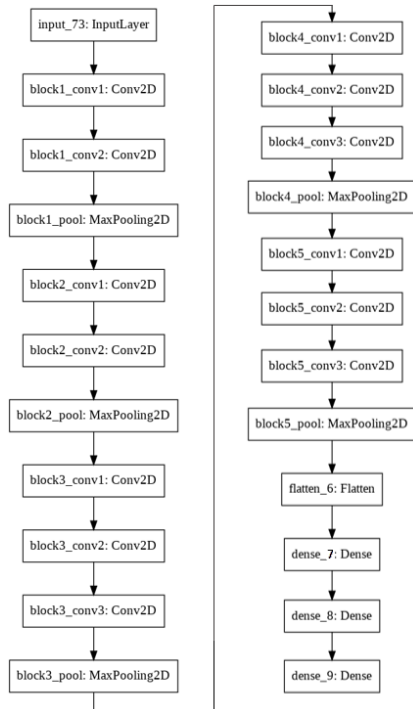 input_73: InputLayer
block1_conv1: Conv2D
block1_conv2: Conv2D
block1_pool: MaxPooling2D
block2_conv1: Conv2D
block2_conv2: Conv2D
block2_pool: MaxPooling2D
block3_conv1: Conv2D
block3_conv2: Conv2D
block3_conv3: Conv2D
block3_pool: MaxPooling2D
block4_conv1: Conv2D
block4_conv2: Conv2D
block4_conv3: Conv2D
block4_pool: MaxPooling2D
block5_conv1: Conv2D
block5_conv2: Conv2D
block5_conv3: Conv2D
block5_pool: MaxPooling2D
flatten_6: Flatten
dense_7: Dense
dense_8: Dense
dense_9: Dense